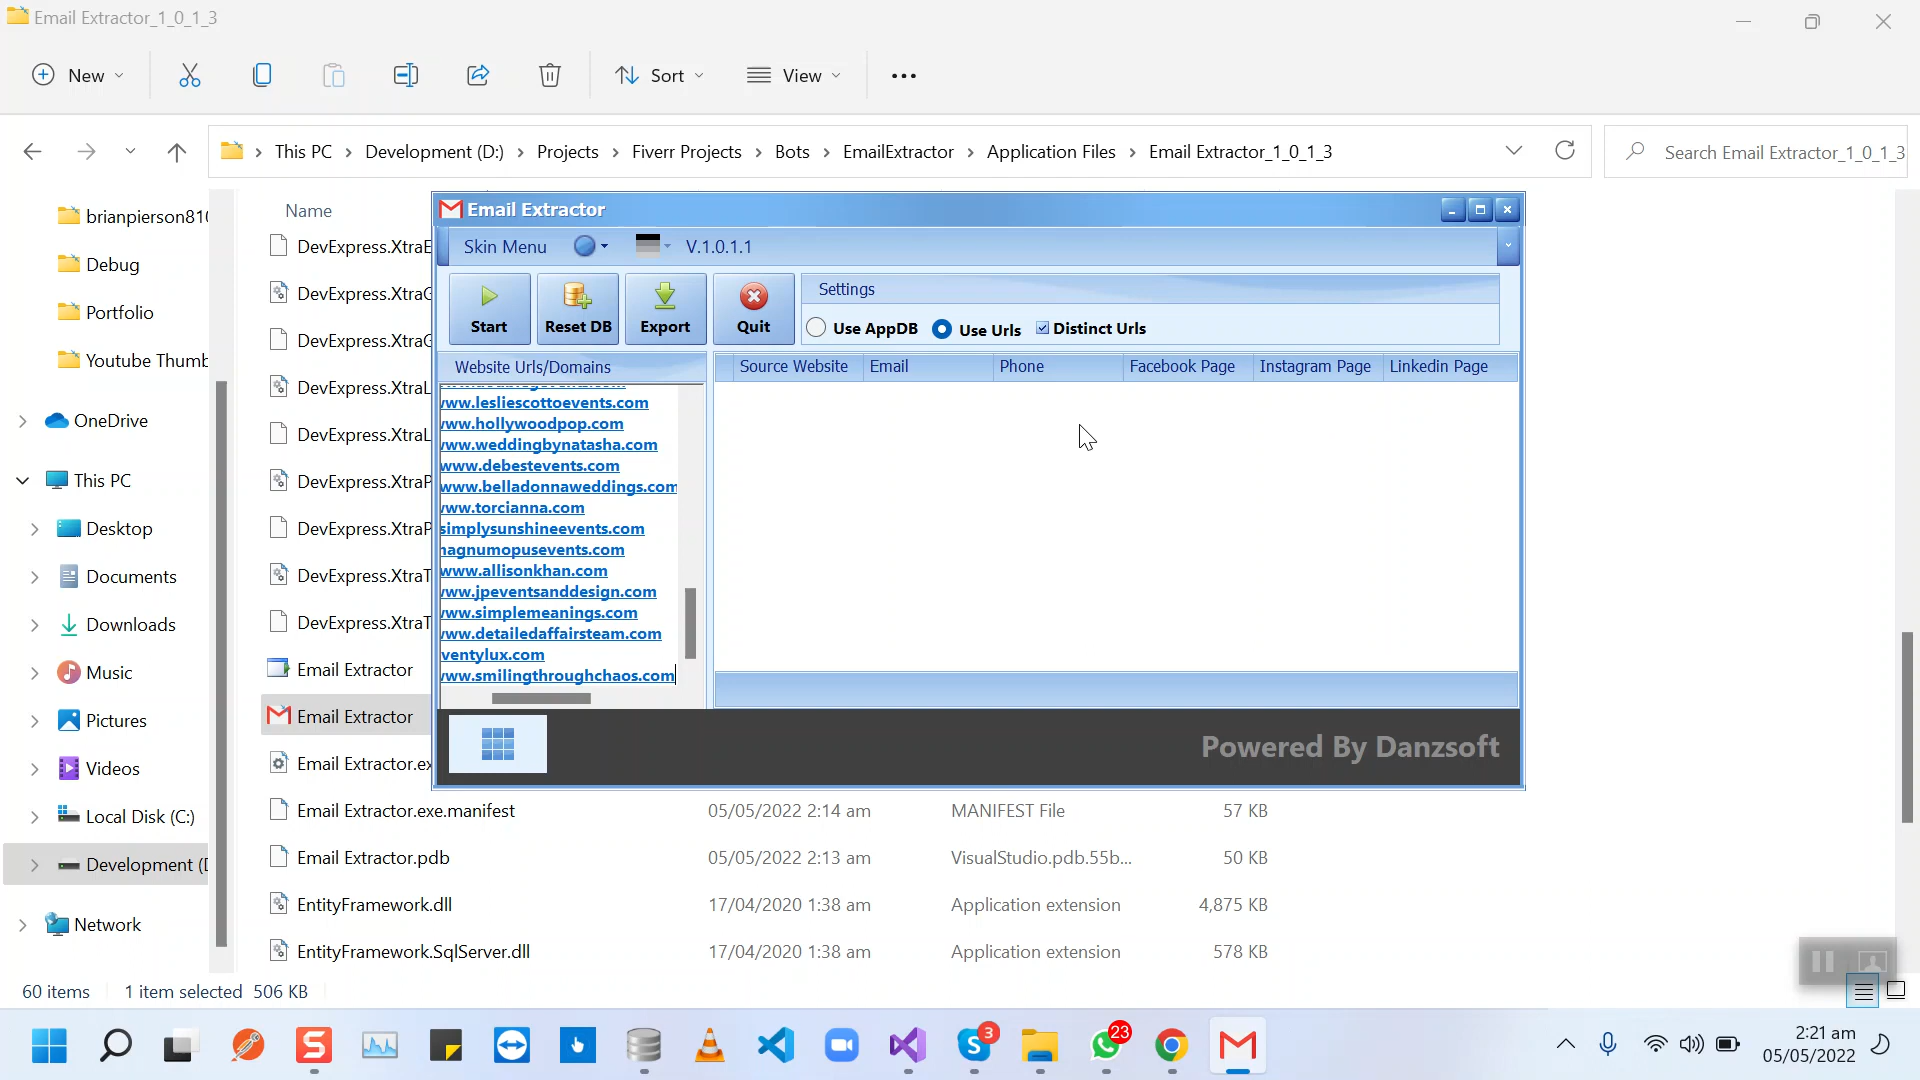 Email Extractor_1_0_1_3
New
Sort
View
This PC
Development (D:)
Projects
Fiverr Projects
Bots
EmailExtractor
Application Files
Email Extractor_1_0_1_3
Search Email Extractor_1_0_1_3
brianpierson810
Debug
Portfolio
Youtube Thumb
OneDrive
This PC
Desktop
Documents
Downloads
Music
Pictures
Videos
Local Disk (C:)
Development (D
Network
Name
DevExpress.XtraE
DevExpress.XtraG
DevExpress.XtraG
DevExpress.XtraL
DevExpress.XtraL
DevExpress.XtraP
DevExpress.XtraP
DevExpress.XtraT
DevExpress.XtraT
Email Extractor
Email Extractor
Email Extractor.ex
Email Extractor.exe.manifest 05/05/2022 2:14 am MANIFEST File 57 KB
Email Extractor.pdb 05/05/2022 2:13 am VisualStudio.pdb.55b... 50 KB
EntityFramework.dll 17/04/2020 1:38 am Application extension 4,875 KB
EntityFramework.SqlServer.dll 17/04/2020 1:38 am Application extension 578 KB
Email Extractor
Skin Menu
V.1.0.1.1
Start
Reset DB
Export
Quit
Settings
Use AppDB
Use Urls
Distinct Urls
Website Urls/Domains
Source Website
Email
Phone
Facebook Page
Instagram Page
Linkedin Page
ww.lesliescottoevents.com
ww.hollywoodpop.com
ww.weddingbynatasha.com
www.debestevents.com
www.belladonnaweddings.com
ww.torcianna.com
simplysunshineevents.com
nagnumopusevents.com
www.allisonkhan.com
www.jpeventsanddesign.com
ww.simplemeanings.com
ww.detailedaffairsteam.com
ventylux.com
ww.smilingthroughchaos.com
Powered By Danzsoft
60 items
1 item selected 506 KB
3
23
2:21 am
05/05/2022